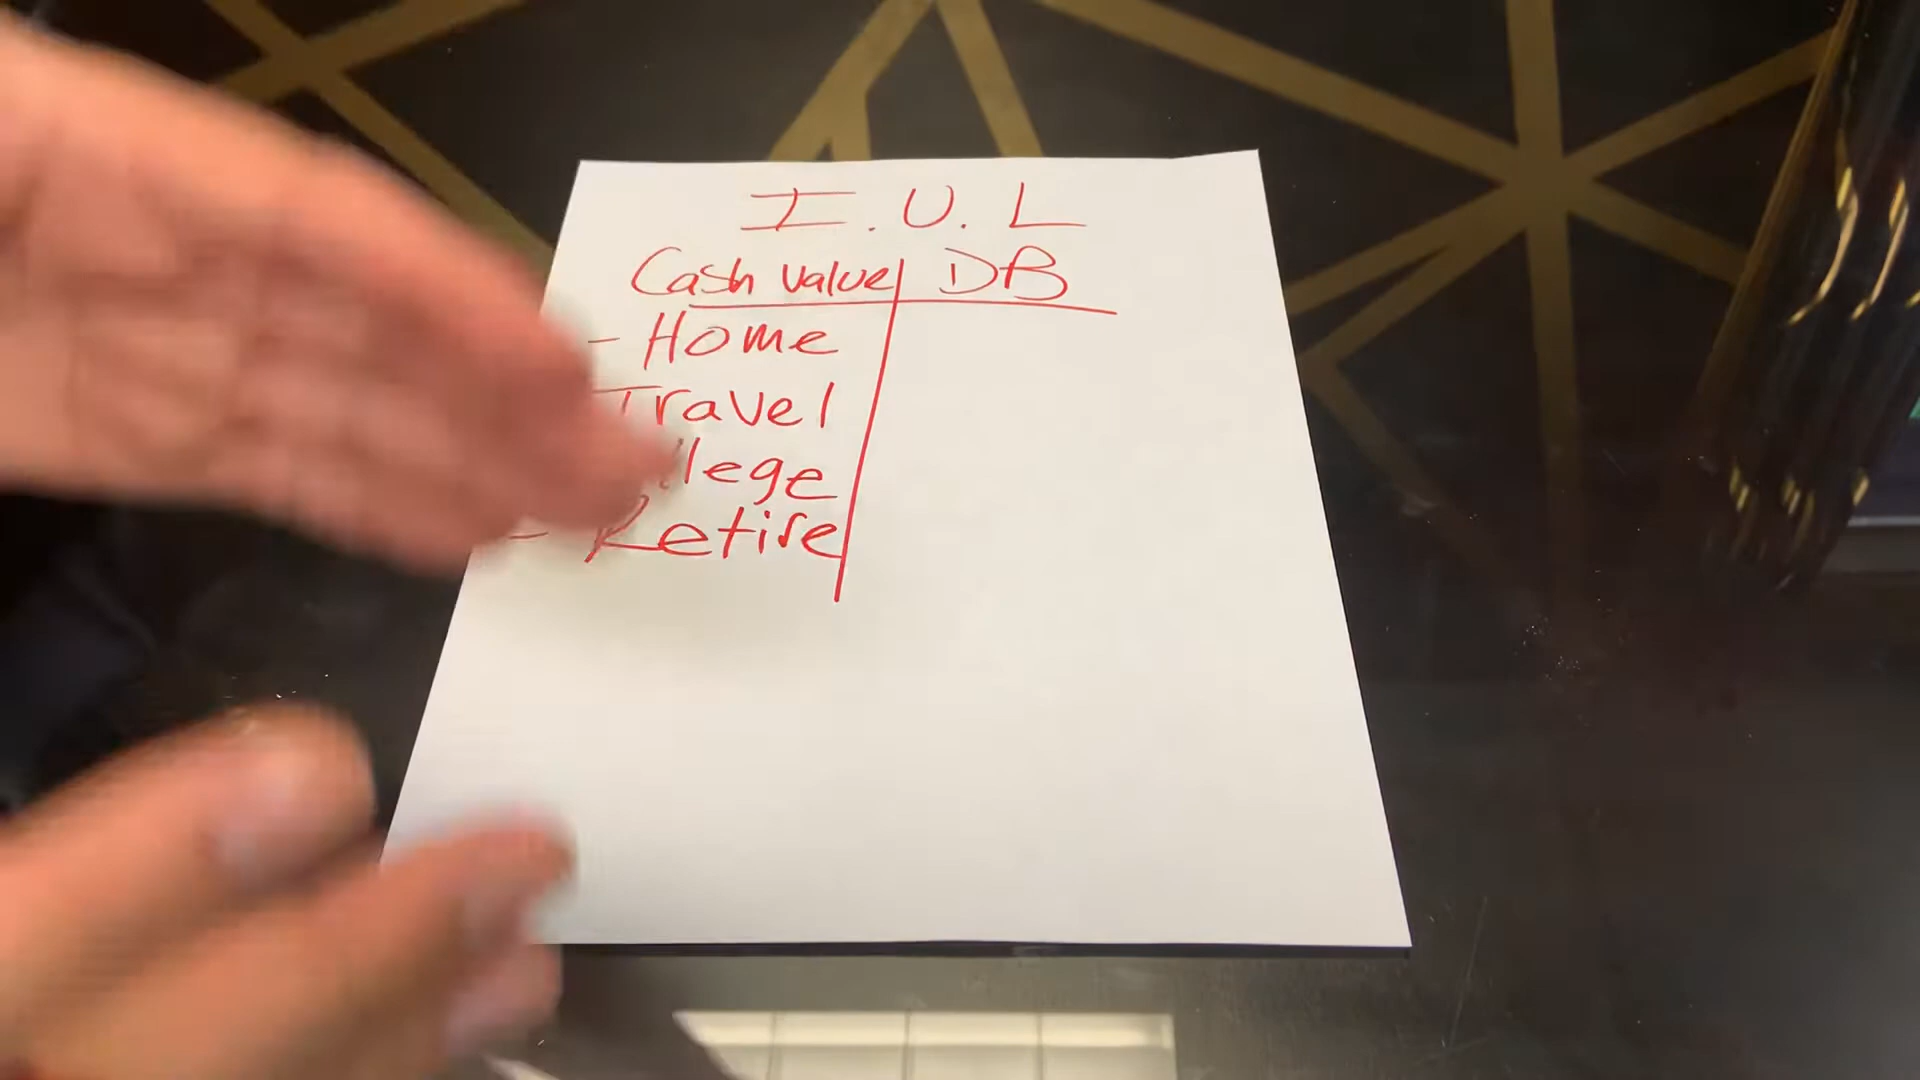 I.U.L
Cash value DB
- Home
Travel
llege
- Retire